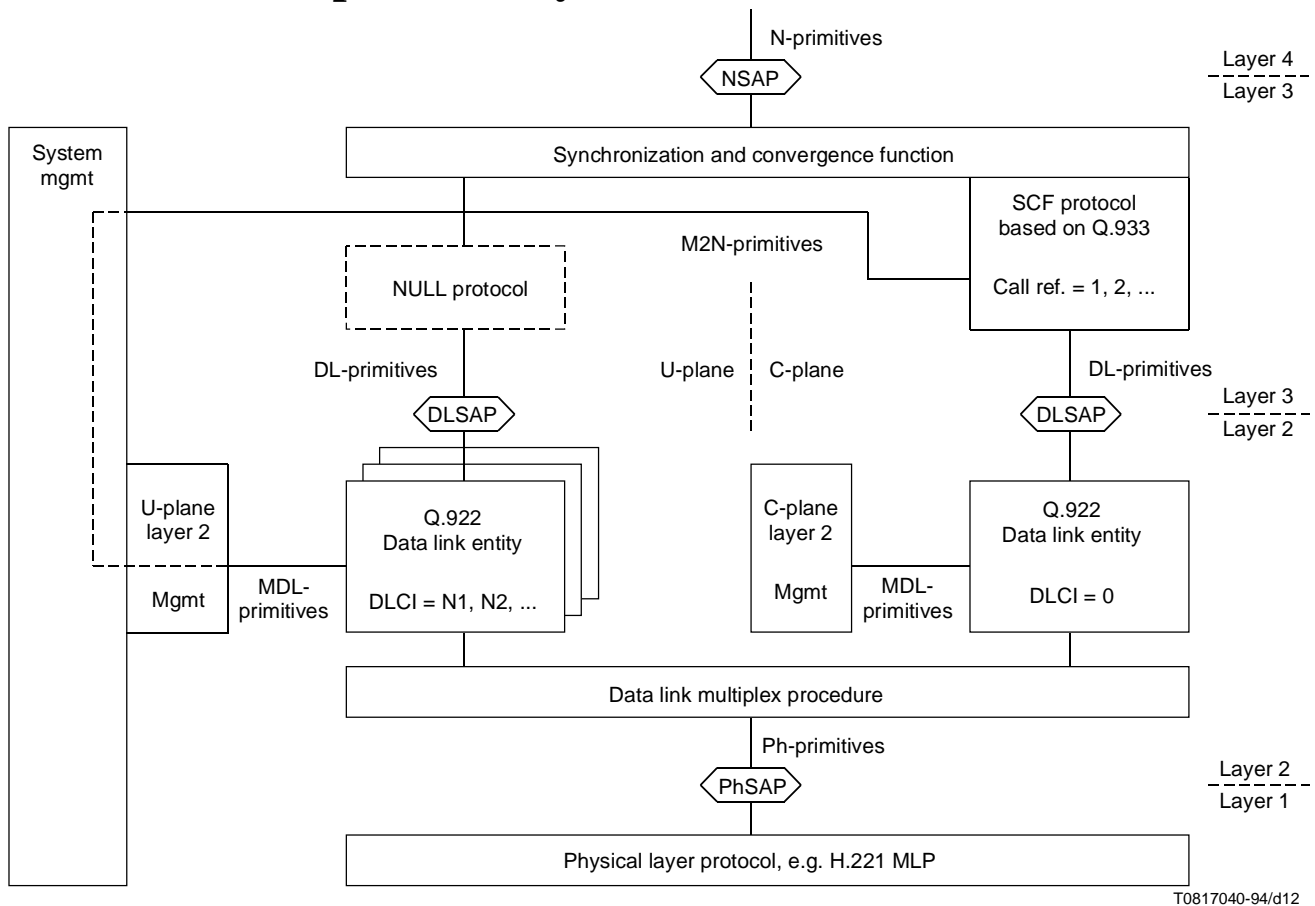 N-primitives
NSAP
Layer 4
Layer 3
System
mgmt
Synchronization and convergence function
SCF protocol
based on Q.933
Call ref. = 1, 2, ...
M2N-primitives
NULL protocol
DL-primitives
U-plane
C-plane
DL-primitives
DLSAP
DLSAP
Layer 3
Layer 2
U-plane
layer 2
Mgmt
MDL-
primitives
Q.922
Data link entity
DLCI = N1, N2, ...
C-plane
layer 2
Mgmt
MDL-
primitives
Q.922
Data link entity
DLCI = 0
Data link multiplex procedure
Ph-primitives
PhSAP
Layer 2
Layer 1
Physical layer protocol, e.g. H.221 MLP
T0817040-94/d12